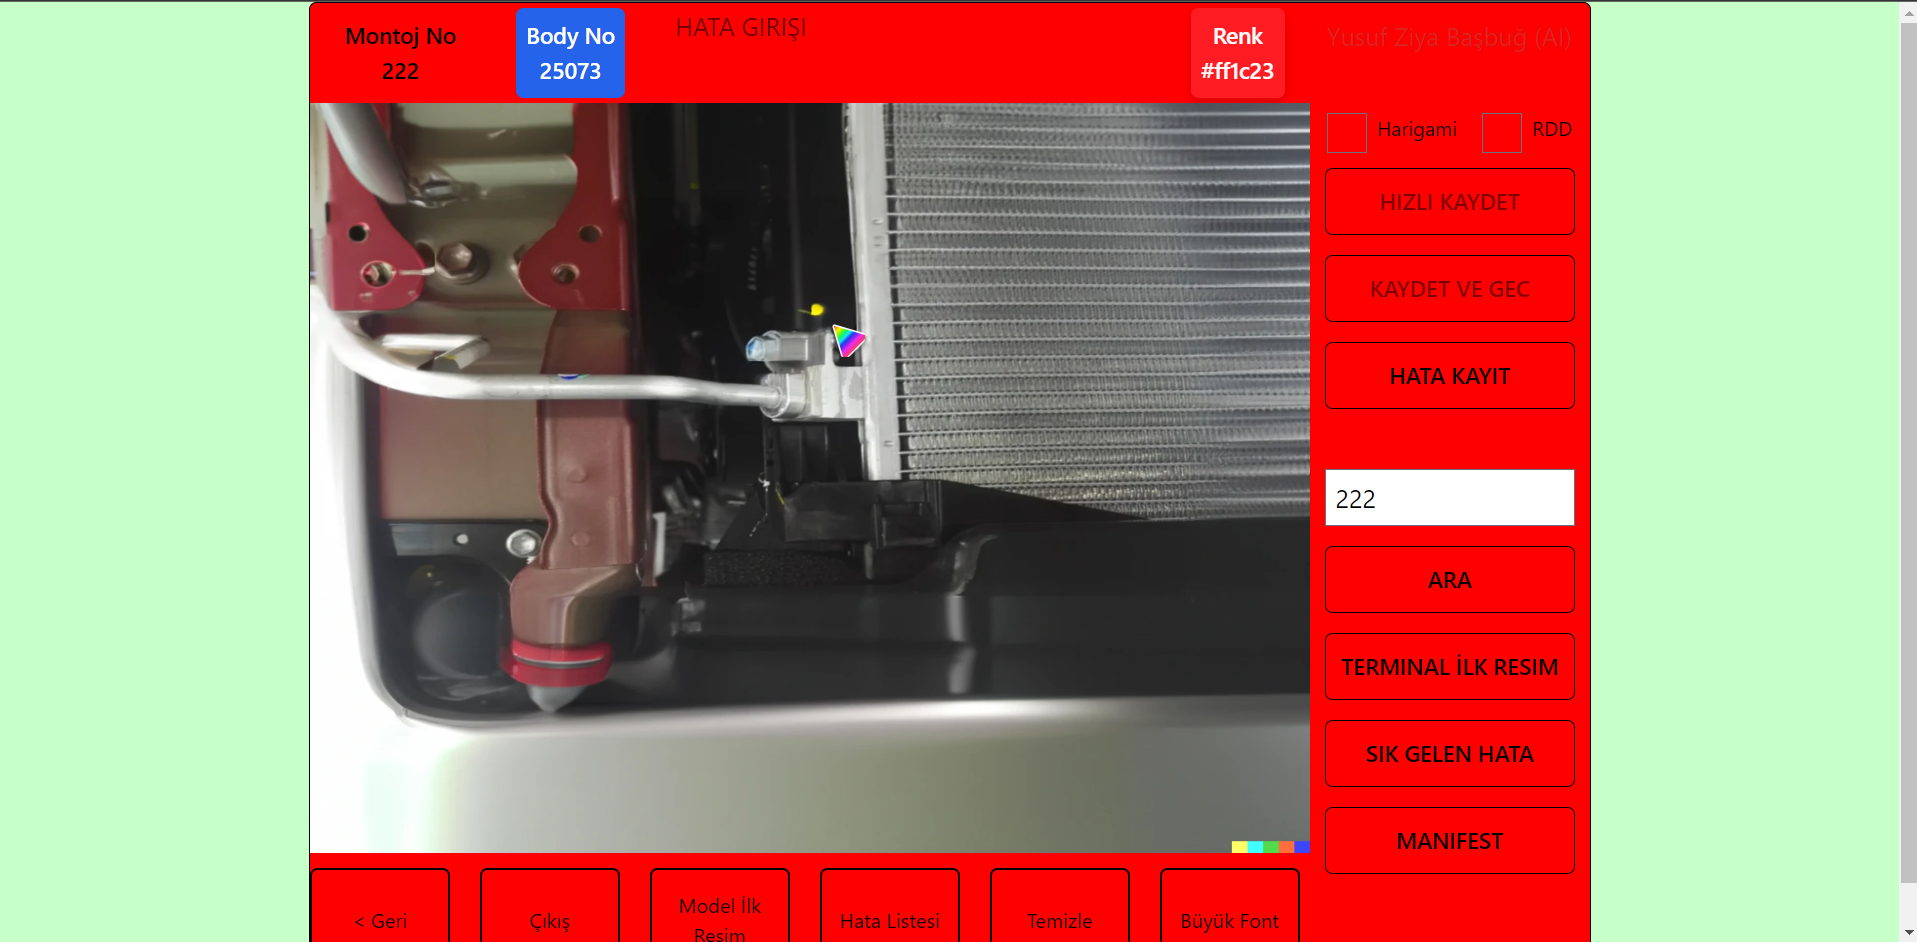 Montoj No
222
Body No
25073
HATA GIRIŞI
Renk
#ff1c23
Yusuf Ziya Başbuğ (AI)
Harigami
RDD
HIZLI KAYDET
KAYDET VE GEC
HATA KAYIT
222
ARA
TERMINAL İLK RESIM
SIK GELEN HATA
MANIFEST
< Geri
Çıkış
Model İlk
Resim
Hata Listesi
Temizle
Büyük Font